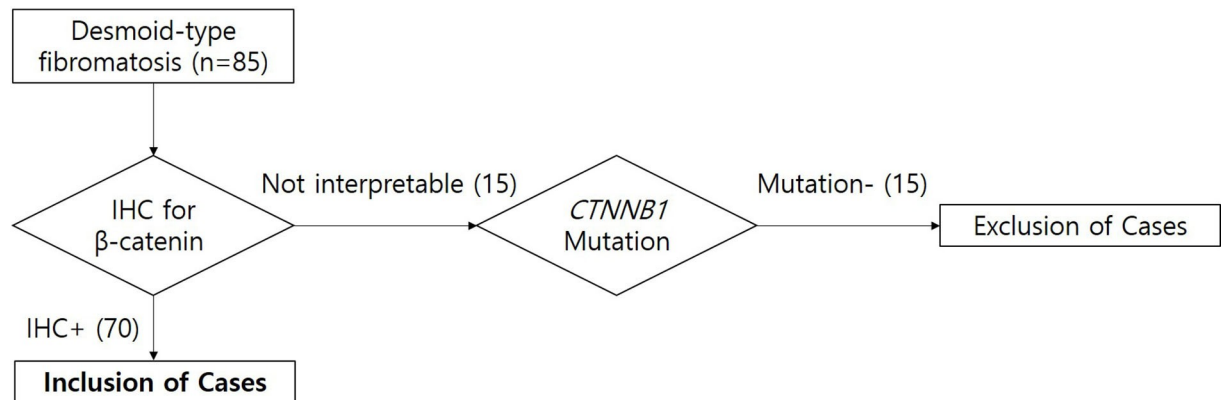 Desmoid-type
fibromatosis (n=85)
Not interpretable (15)
Mutation- (15)
IHC for
β-catenin
CTNNB1
Mutation
Exclusion of Cases
IHC+ (70)
Inclusion of Cases